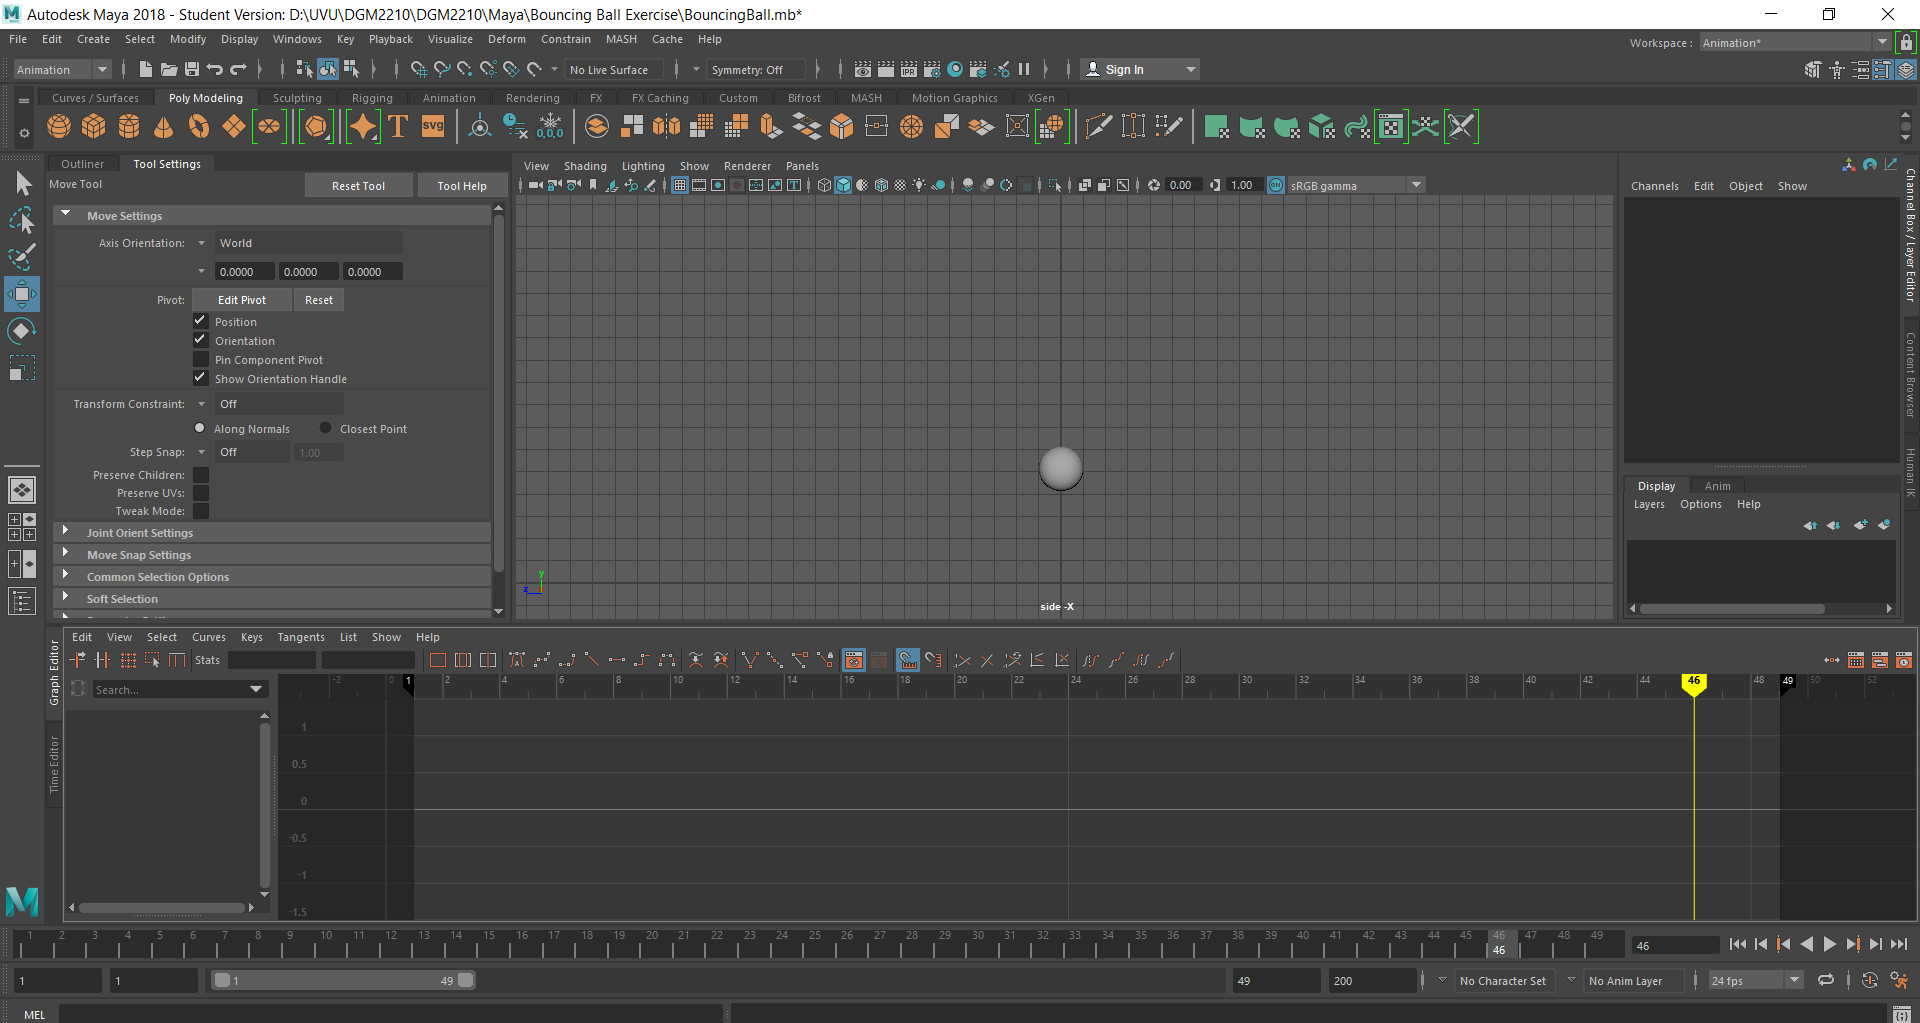 Autodesk Maya 2018 - Student Version: D:\UVU\DGM2210\DGM2210\Maya\Bouncing Ball Exercise\BouncingBall.mb*
File Edit Create Select Modify Display Windows Key Playback Visualize Deform Constrain MASH Cache Help
Workspace : Animation*
Animation No Live Surface Symmetry: Off Sign In
Curves / Surfaces Poly Modeling Sculpting Rigging Animation Rendering FX FX Caching Custom Bifrost MASH Motion Graphics XGen
T SVG 0,0,0
Outliner Tool Settings
Move Tool Reset Tool Tool Help
Move Settings
Axis Orientation: World
0.0000 0.0000 0.0000
Pivot: Edit Pivot Reset
Position
Orientation
Pin Component Pivot
Show Orientation Handle
Transform Constraint: Off
Along Normals Closest Point
Step Snap: Off 1.00
Preserve Children:
Preserve UVs:
Tweak Mode:
Joint Orient Settings
Move Snap Settings
Common Selection Options
Soft Selection
View Shading Lighting Show Renderer Panels
0.00 1.00 sRGB gamma
y
z
side -X
Channels Edit Object Show
Channel Box / Layer Editor
Content Browser
Human IK
Display Anim
Layers Options Help
Graph Editor
Time Editor
Edit View Select Curves Keys Tangents List Show Help
Stats
Search...
-2 0 1 2 4 6 8 10 12 14 16 18 20 22 24 26 28 30 32 34 36 38 40 42 44 46 48 49 50 52
1
0.5
0
-0.5
-1
-1.5
1 2 3 4 5 6 7 8 9 10 11 12 13 14 15 16 17 18 19 20 21 22 23 24 25 26 27 28 29 30 31 32 33 34 35 36 37 38 39 40 41 42 43 44 45 46 47 48 49
46 46
1 1 1 49 49 200 No Character Set No Anim Layer 24 fps
MEL